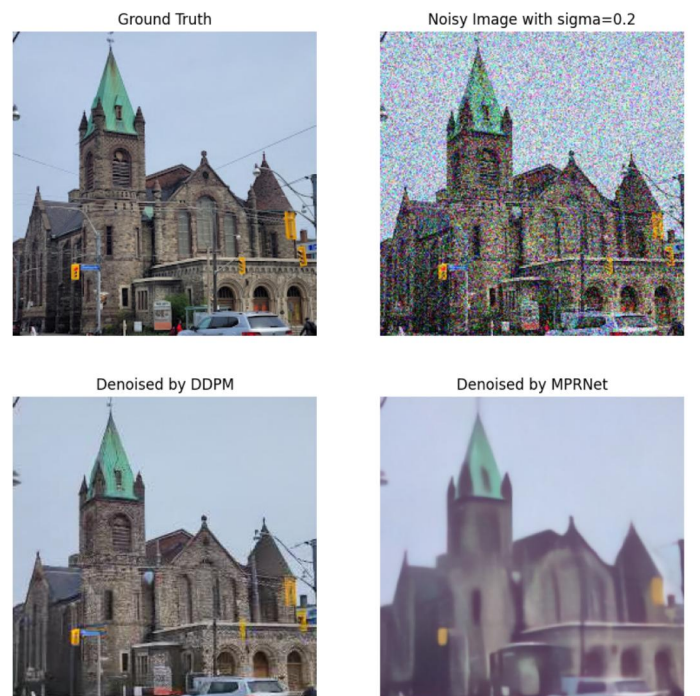 Ground Truth
Noisy Image with sigma=0.2
Denoised by DDPM
Denoised by MPRNet